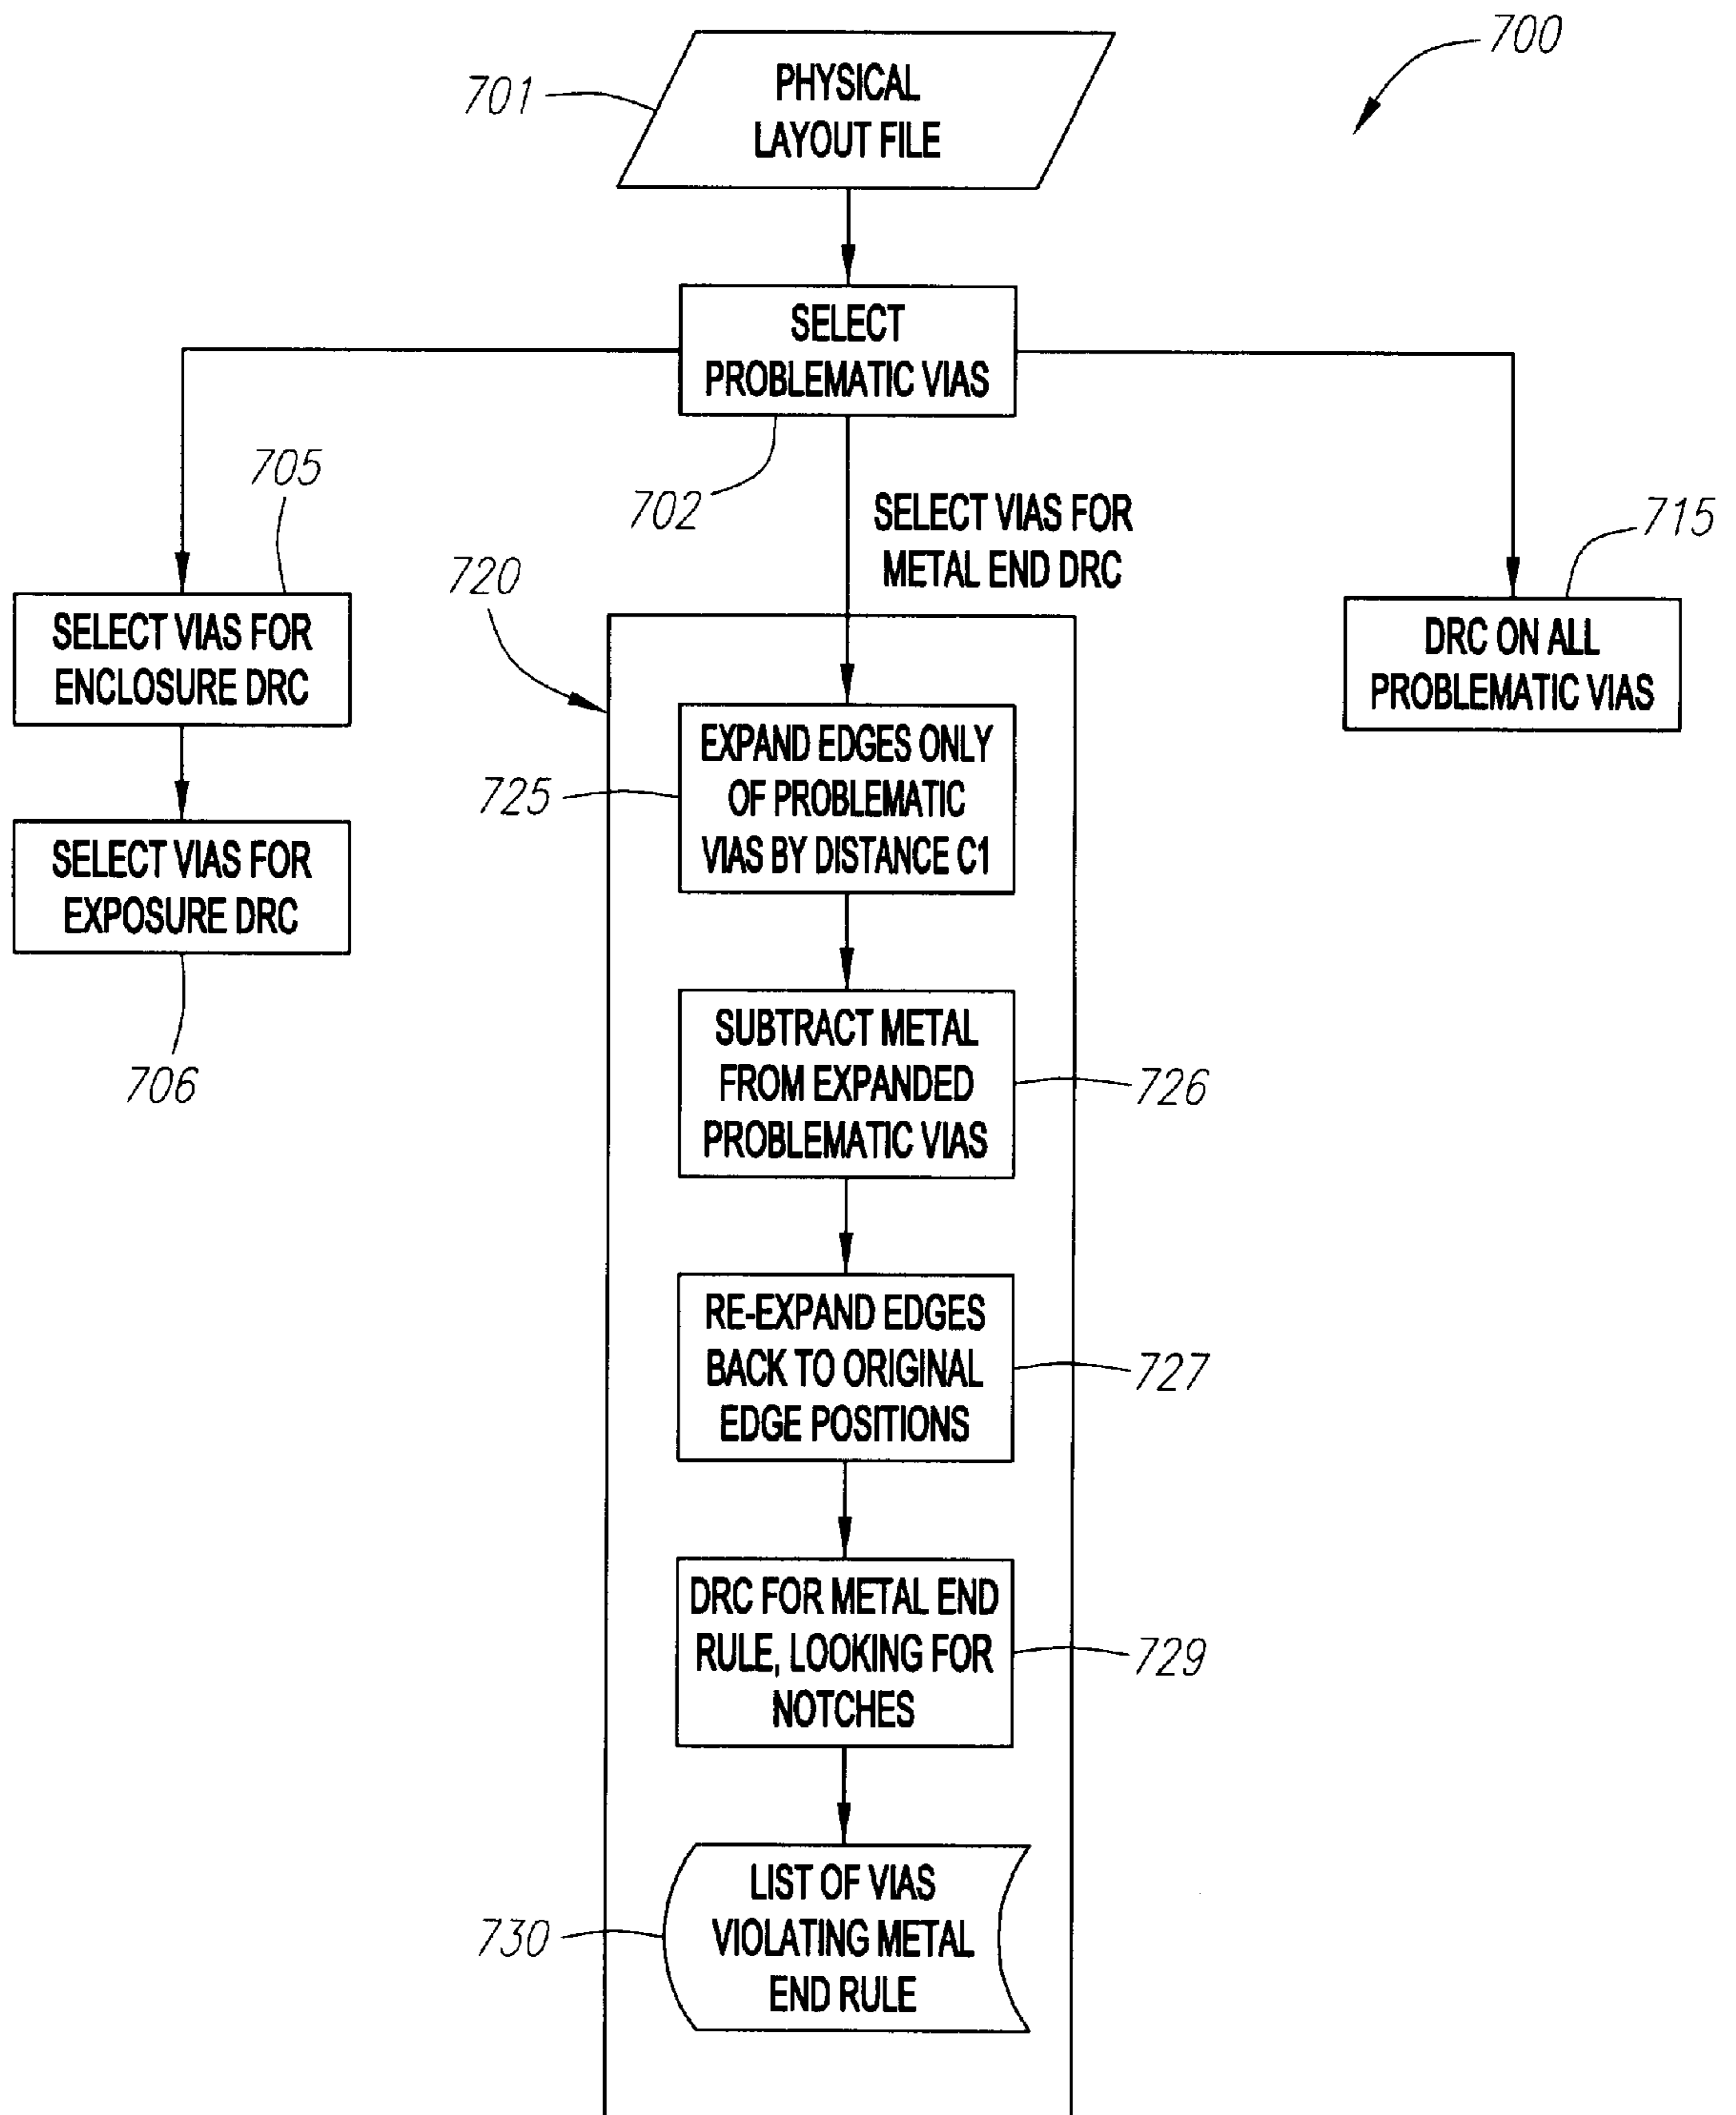 700
701
PHYSICAL
LAYOUT FILE
SELECT
PROBLEMATIC VIAS
702
705
SELECT VIAS FOR
ENCLOSURE DRC
SELECT VIAS FOR
EXPOSURE DRC
706
SELECT VIAS FOR
METAL END DRC
715
DRC ON ALL
PROBLEMATIC VIAS
720
725
EXPAND EDGES ONLY
OF PROBLEMATIC
VIAS BY DISTANCE C1
SUBTRACT METAL
FROM EXPANDED
PROBLEMATIC VIAS
726
RE-EXPAND EDGES
BACK TO ORIGINAL
EDGE POSITIONS
727
DRC FOR METAL END
RULE, LOOKING FOR
NOTCHES
729
LIST OF VIAS
VIOLATING METAL
END RULE
730